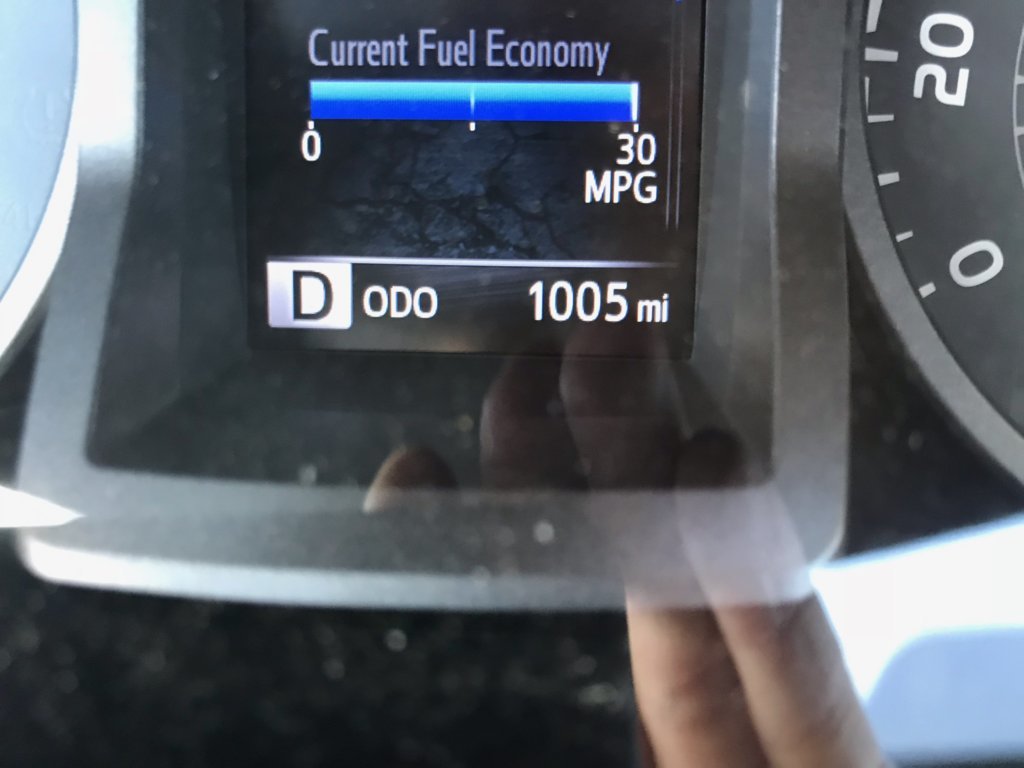 Current Fuel Economy
0 30
MPG
D ODO 1005 mi
20
0